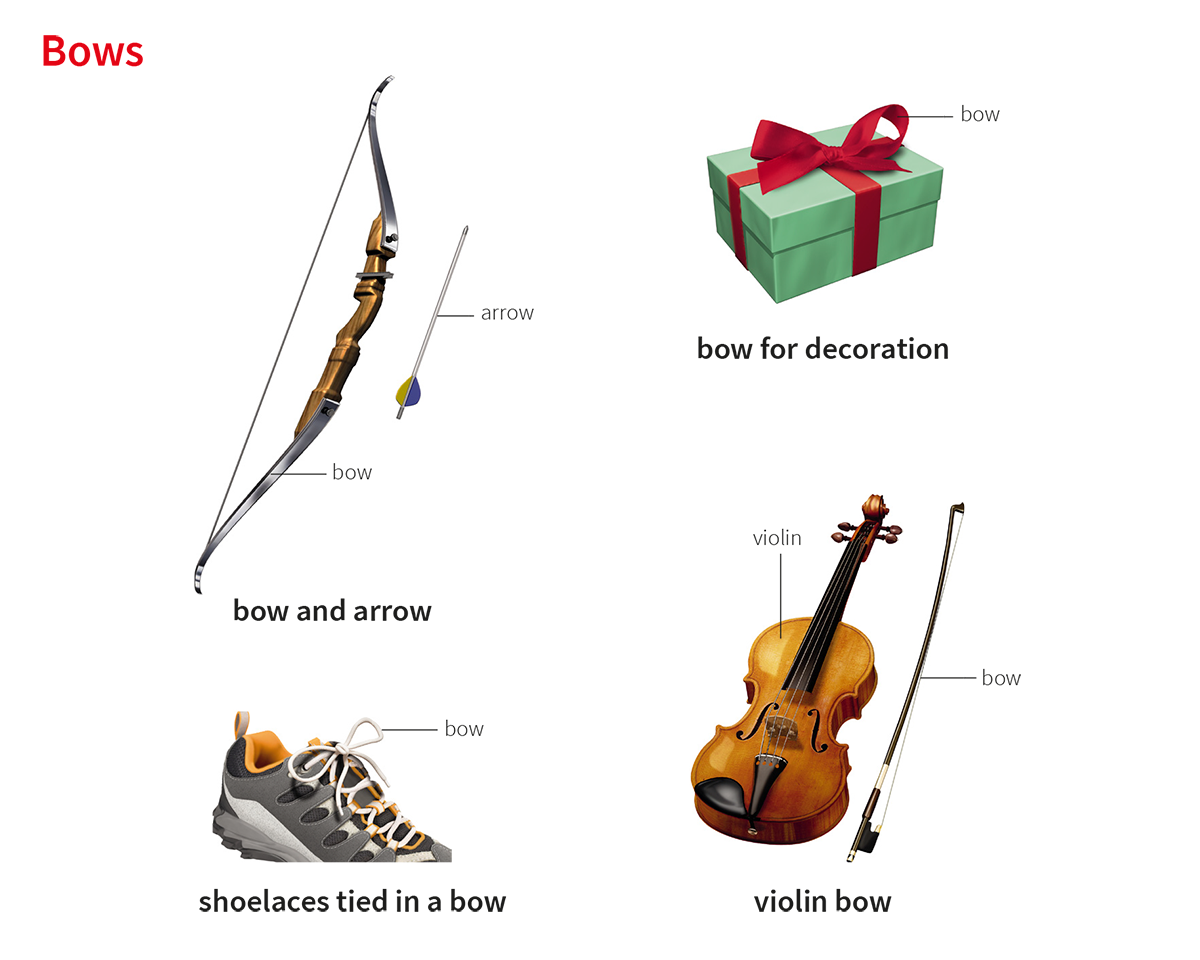 Bows
bow
arrow
bow for decoration
bow
violin
bow and arrow
bow
bow
shoelaces tied in a bow
violin bow